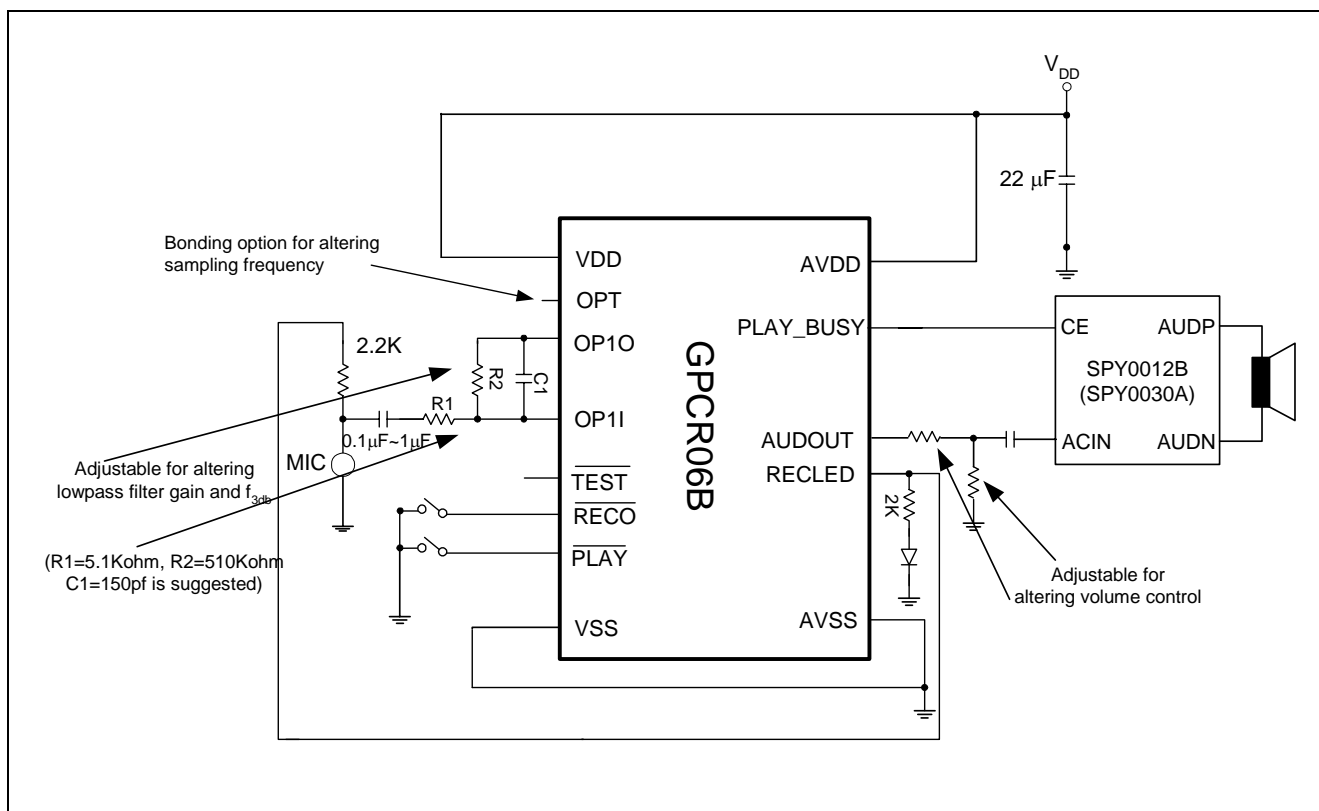 V_DD
22 μF
Bonding option for altering
sampling frequency
VDD
AVDD
OPT
PLAY_BUSY
CE
AUDP
2.2K
OP1O
R2
C1
GPCR06B
SPY0012B
(SPY0030A)
R1
OP1I
0.1μF~1μF
AUDOUT
ACIN
AUDN
MIC
Adjustable for altering
lowpass filter gain and f_3db
TEST
RECLED
RECO
2K
PLAY
(R1=5.1Kohm, R2=510Kohm
C1=150pf is suggested)
Adjustable for
altering volume control
VSS
AVSS